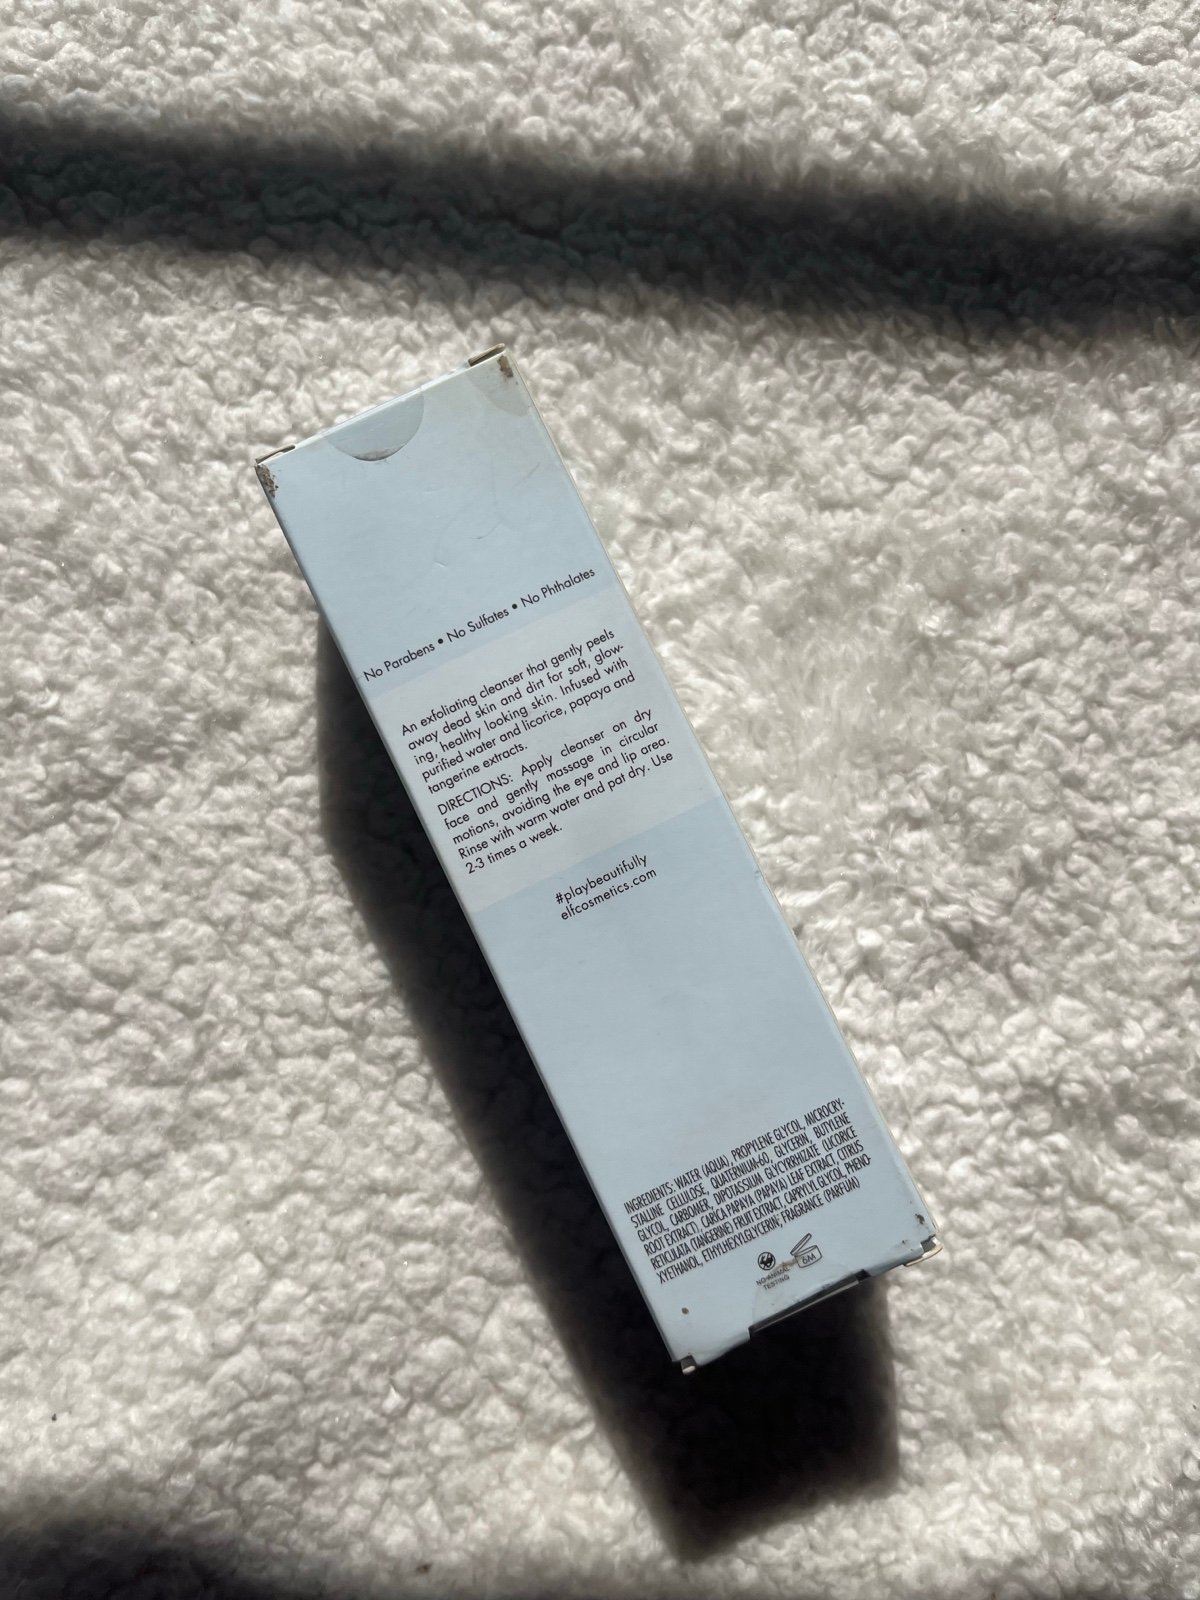 No Parabens • No Sulfates • No Phthalates
An exfoliating cleanser that gently peels
away dead skin and dirt for soft, glow-
ing, healthy looking skin. Infused with
purified water and licorice, papaya and
tangerine extracts.
DIRECTIONS: Apply cleanser on dry
face and gently massage in circular
motions, avoiding the eye and lip area.
Rinse with warm water and pat dry. Use
2-3 times a week.
#playbeautifully
elfcosmetics.com
INGREDIENTS: WATER (AQUA) PROPYLENE GLYCOL, MICROCRY-
STALLINE CELLULOSE, QUATERNIUM-60, GLYCERIN, BUTYLENE
GLYCOL, CARBOMER, DIPOTASSIUM GLYCYRRHIZATE (LICORICE
ROOT EXTRACT) CARICA PAPAYA (PAPAYA) LEAF EXTRACT, CITRUS
RETICULATA (TANGERINE) FRUIT EXTRACT, CAPRYLYL GLYCOL, PHENO-
XYETHANOL, ETHYLHEXYLGLYCERIN, FRAGRANCE (PARFUM)
NO ANIMAL
TESTING
6M